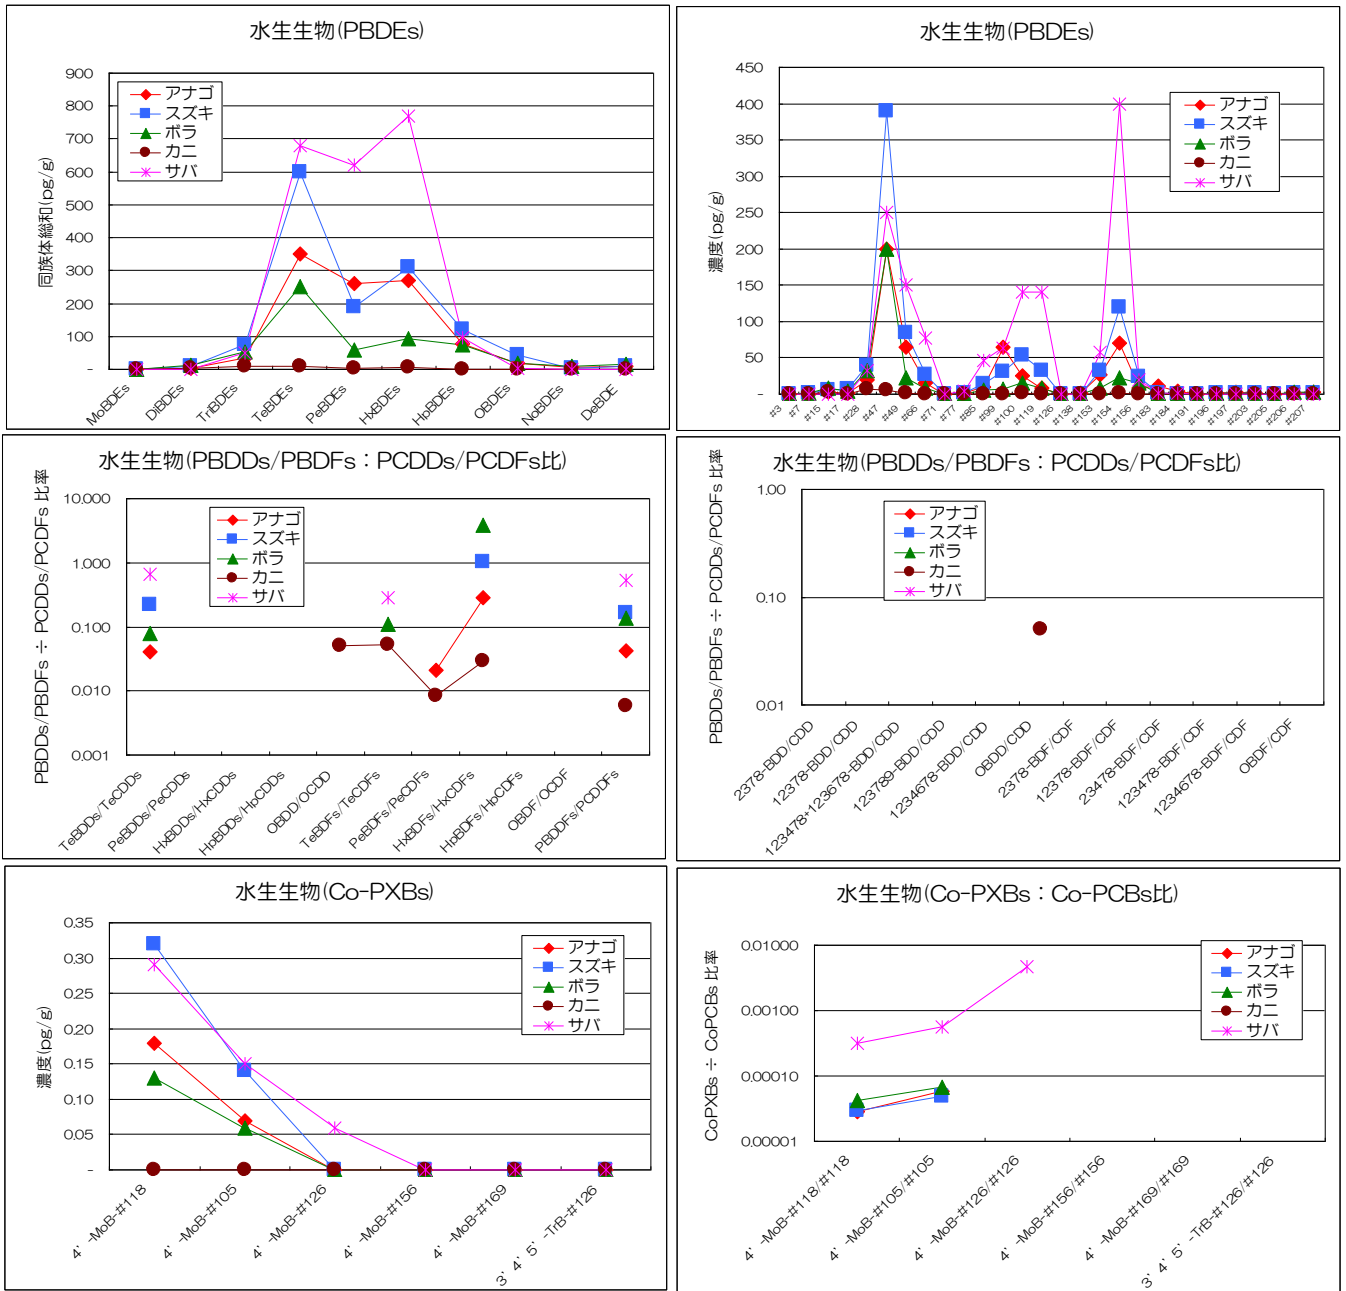 水生生物(PBDEs)
同族体総和(pg/g)
900
800
700
600
500
400
300
200
100
-
アナゴ
スズキ
ボラ
カニ
サバ
MoBDEs
DiBDEs
TriBDEs
TeBDEs
PeBDEs
HxBDEs
HpBDEs
OBDEs
NoBDEs
DeBDE
水生生物(PBDEs)
濃度(pg/g)
450
400
350
300
250
200
150
100
50
-
アナゴ
スズキ
ボラ
カニ
サバ
#3
#7
#15
#17
#28
#47
#49
#66
#71
#77
#85
#99
#100
#119
#126
#138
#153
#154
#156
#183
#184
#191
#196
#197
#203
#205
#206
#207
水生生物(PBDDs/PBDFs：PCDDs/PCDFs比)
PBDDs/PBDFs ÷ PCDDs/PCDFs 比率
10.000
1.000
0.100
0.010
0.001
アナゴ
スズキ
ボラ
カニ
サバ
TeBDDs/TeCDDs
PeBDDs/PeCDDs
HxBDDs/HxCDDs
HpBDDs/HpCDDs
OBDD/OCDD
TeBDFs/TeCDFs
PeBDFs/PeCDFs
HxBDFs/HxCDFs
HpBDFs/HpCDFs
OBDF/OCDF
PBDDFs/PCDDFs
水生生物(PBDDs/PBDFs：PCDDs/PCDFs比)
PBDDs/PBDFs ÷ PCDDs/PCDFs 比率
1.00
0.10
0.01
アナゴ
スズキ
ボラ
カニ
サバ
2378-BDD/CDD
12378-BDD/CDD
123478+123678-BDD/CDD
123789-BDD/CDD
1234678-BDD/CDD
OBDD/CDD
2378-BDF/CDF
12378-BDF/CDF
23478-BDF/CDF
123478-BDF/CDF
1234678-BDF/CDF
OBDF/CDF
水生生物(Co-PXBs)
濃度(pg/g)
0.35
0.30
0.25
0.20
0.15
0.10
0.05
-
アナゴ
スズキ
ボラ
カニ
サバ
4'-MoB-#118
4'-MoB-#105
4'-MoB-#126
4'-MoB-#156
4'-MoB-#169
3'4'5'-TrB-#126
水生生物(Co-PXBs：Co-PCBs比)
CoPXBs ÷ CoPCBs 比率
0.01000
0.00100
0.00010
0.00001
アナゴ
スズキ
ボラ
カニ
サバ
4'-MoB-#118/#118
4'-MoB-#105/#105
4'-MoB-#126/#126
4'-MoB-#156/#156
4'-MoB-#169/#169
3'4'5'-TrB-#126/#126